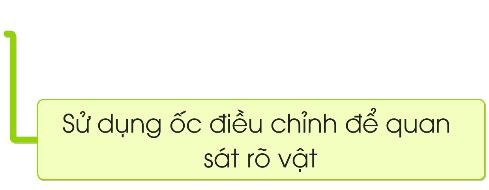 Sử dụng ốc điều chỉnh để quan
sát rõ vật